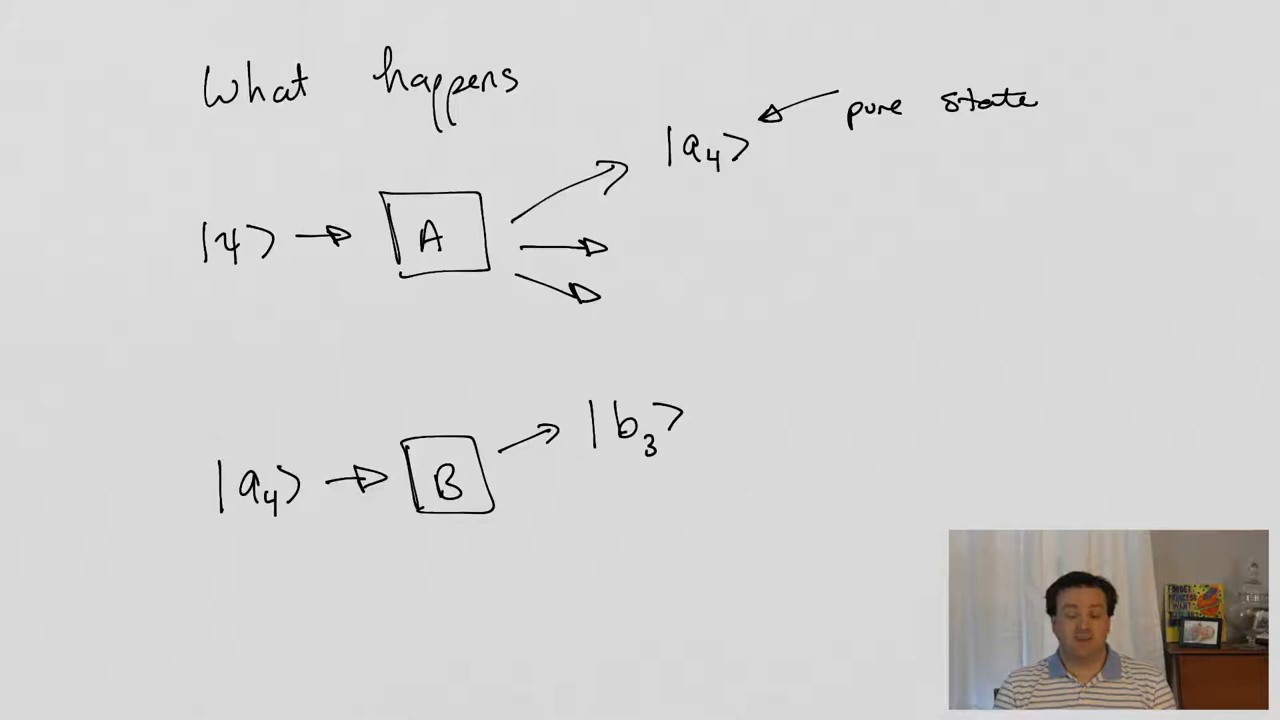 What happens
pure state
|a₄⟩
|ψ⟩ → A
|a₄⟩ → B → |b₃⟩